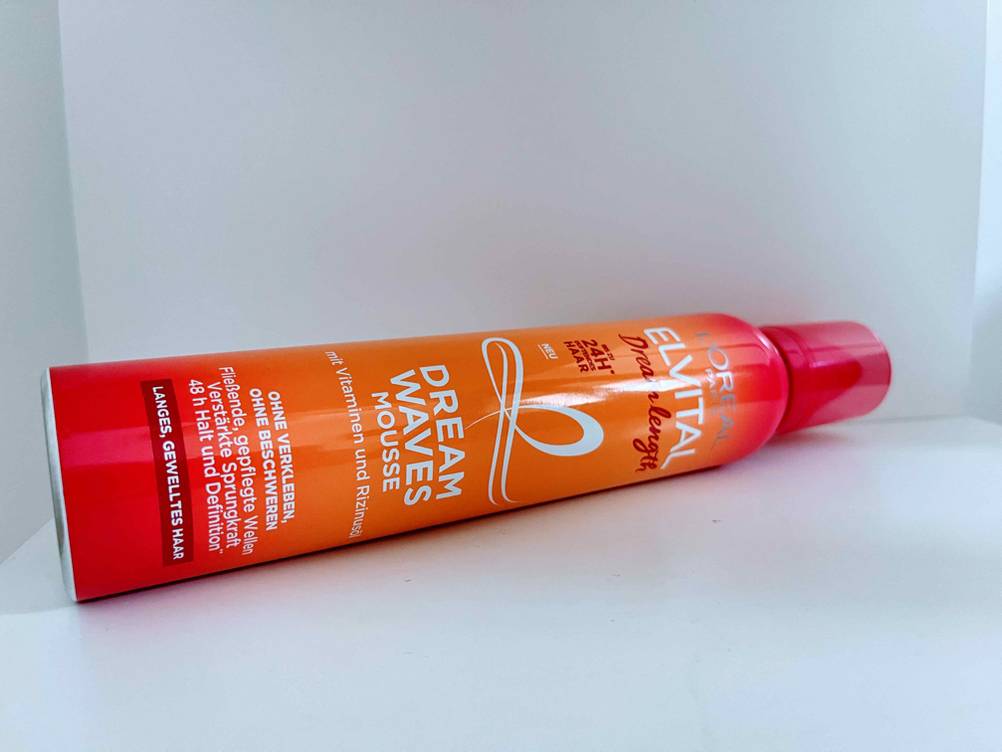 L'ORÉAL
ELVITAL
Dream length
NEU
24H*
HAAR
DREAM
WAVES
MOUSSE
mit Vitaminen und Rizinusöl
OHNE VERKLEBEN,
OHNE BESCHWEREN
Fließende, gepflegte Wellen
Verstärkte Sprungkraft
48 h Halt und Definition**
LANGES, GEWELLTES HAAR